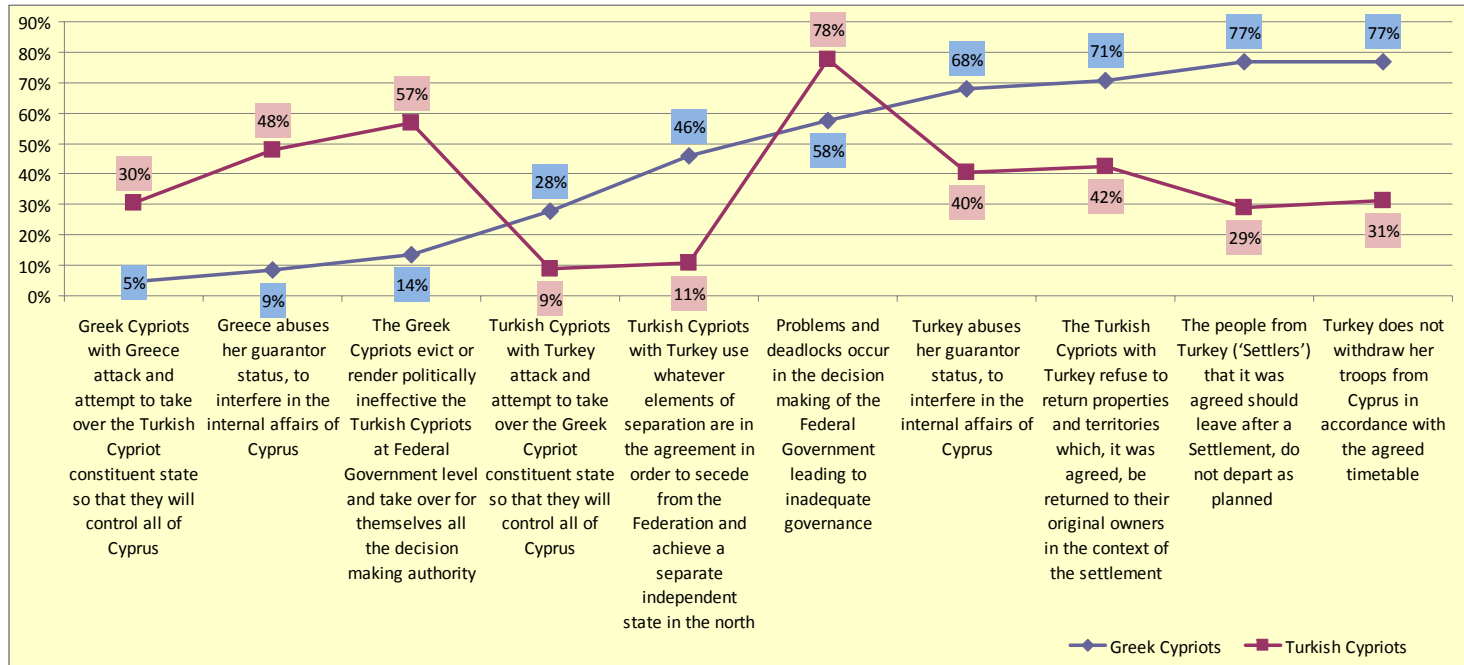 90%
80%
70%
60%
50%
40%
30%
20%
10%
0%
30%
48%
57%
9%
11%
78%
40%
42%
29%
31%
5%
9%
14%
28%
46%
58%
68%
71%
77%
77%
Greek Cypriots
with Greece
attack and
attempt to take
over the Turkish
Cypriot
constituent state
so that they will
control all of
Cyprus
Greece abuses
her guarantor
status, to
interfere in the
internal affairs of
Cyprus
The Greek
Cypriots evict or
render politically
ineffective the
Turkish Cypriots
at Federal
Government level
and take over for
themselves all
the decision
making authority
Turkish Cypriots
with Turkey
attack and
attempt to take
over the Greek
Cypriot
constituent state
so that they will
control all of
Cyprus
Turkish Cypriots
with Turkey use
whatever
elements of
separation are in
the agreement in
order to secede
from the
Federation and
achieve a
separate
independent
state in the north
Problems and
deadlocks occur
in the decision
making of the
Federal
Government
leading to
inadequate
governance
Turkey abuses
her guarantor
status, to
interfere in the
internal affairs of
Cyprus
The Turkish
Cypriots with
Turkey refuse to
return properties
and territories
which, it was
agreed, be
returned to their
original owners
in the context of
the settlement
The people from
Turkey (‘Settlers’)
that it was
agreed should
leave after a
Settlement, do
not depart as
planned
Turkey does not
withdraw her
troops from
Cyprus in
accordance with
the agreed
timetable
Greek Cypriots
Turkish Cypriots